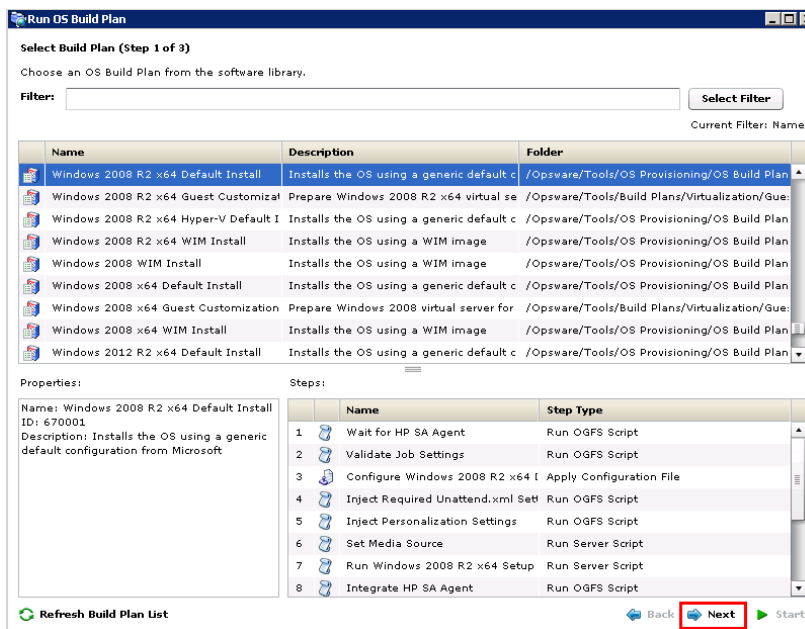 Run OS Build Plan
Select Build Plan (Step 1 of 3)
Choose an OS Build Plan from the software library.
Filter: Select Filter
Current Filter: Name
Name Description Folder
Windows 2008 R2 x64 Default Install Installs the OS using a generic default c /Opsware/Tools/OS Provisioning/OS Build Plan
Windows 2008 R2 x64 Guest Customizat Prepare Windows 2008 R2 x64 virtual se /Opsware/Tools/Build Plans/Virtualization/Gue:
Windows 2008 R2 x64 Hyper-V Default I Installs the OS using a generic default c /Opsware/Tools/OS Provisioning/OS Build Plan
Windows 2008 R2 x64 WIM Install Installs the OS using a WIM image /Opsware/Tools/OS Provisioning/OS Build Plan
Windows 2008 WIM Install Installs the OS using a WIM image /Opsware/Tools/OS Provisioning/OS Build Plan
Windows 2008 x64 Default Install Installs the OS using a generic default c /Opsware/Tools/OS Provisioning/OS Build Plan
Windows 2008 x64 Guest Customization Prepare Windows 2008 virtual server for /Opsware/Tools/Build Plans/Virtualization/Gue:
Windows 2008 x64 WIM Install Installs the OS using a WIM image /Opsware/Tools/OS Provisioning/OS Build Plan
Windows 2012 R2 x64 Default Install Installs the OS using a generic default c /Opsware/Tools/OS Provisioning/OS Build Plan
Properties:
Name: Windows 2008 R2 x64 Default Install
ID: 670001
Description: Installs the OS using a generic
default configuration from Microsoft
Steps:
Name Step Type
1 Wait for HP SA Agent Run OGFS Script
2 Validate Job Settings Run OGFS Script
3 Configure Windows 2008 R2 x64 D Apply Configuration File
4 Inject Required Unattend.xml Sett Run OGFS Script
5 Inject Personalization Settings Run OGFS Script
6 Set Media Source Run Server Script
7 Run Windows 2008 R2 x64 Setup Run Server Script
8 Integrate HP SA Agent Run OGFS Script
Refresh Build Plan List Back Next Start